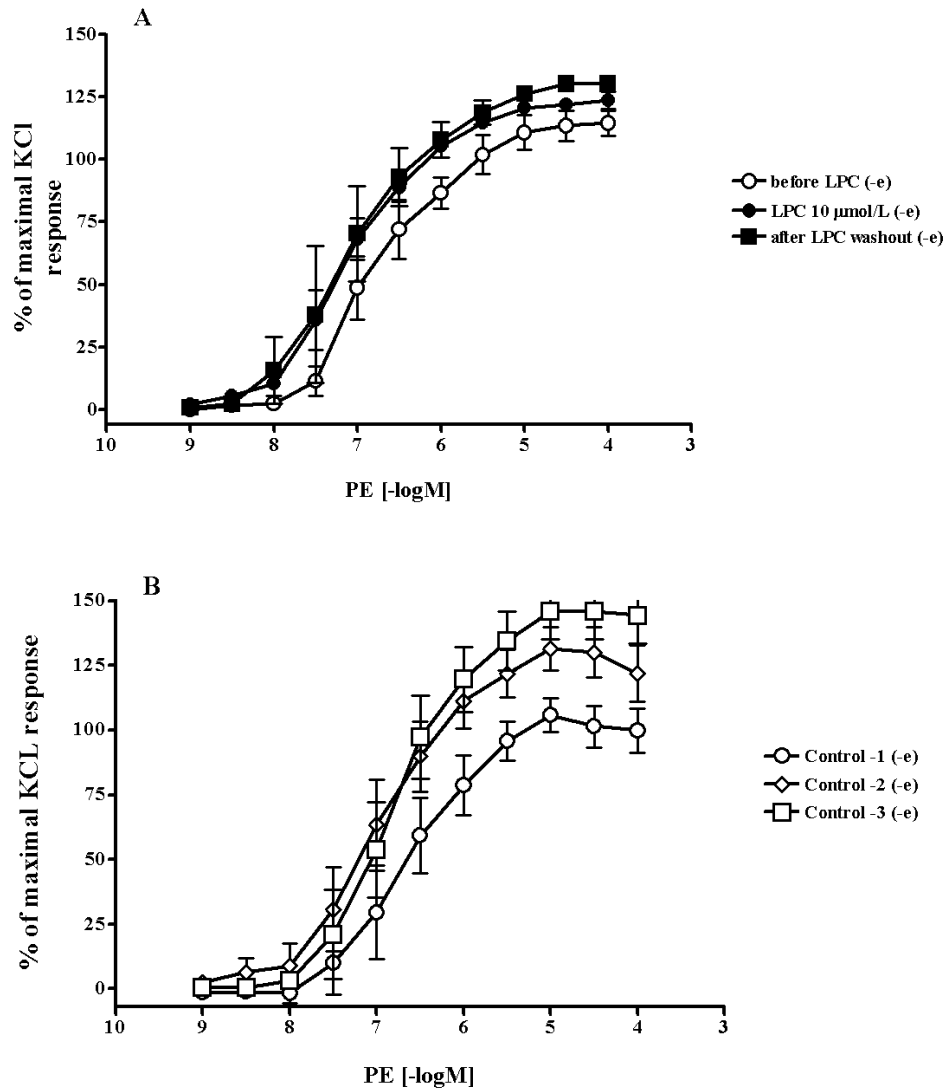 A
150
125
100
75
50
25
0
% of maximal KCl
response
10 9 8 7 6 5 4 3
PE [-logM]
before LPC (-e)
LPC 10 μmol/L (-e)
after LPC washout (-e)
B
150
125
100
75
50
25
0
% of maximal KCL response
10 9 8 7 6 5 4 3
PE [-logM]
Control -1 (-e)
Control -2 (-e)
Control -3 (-e)